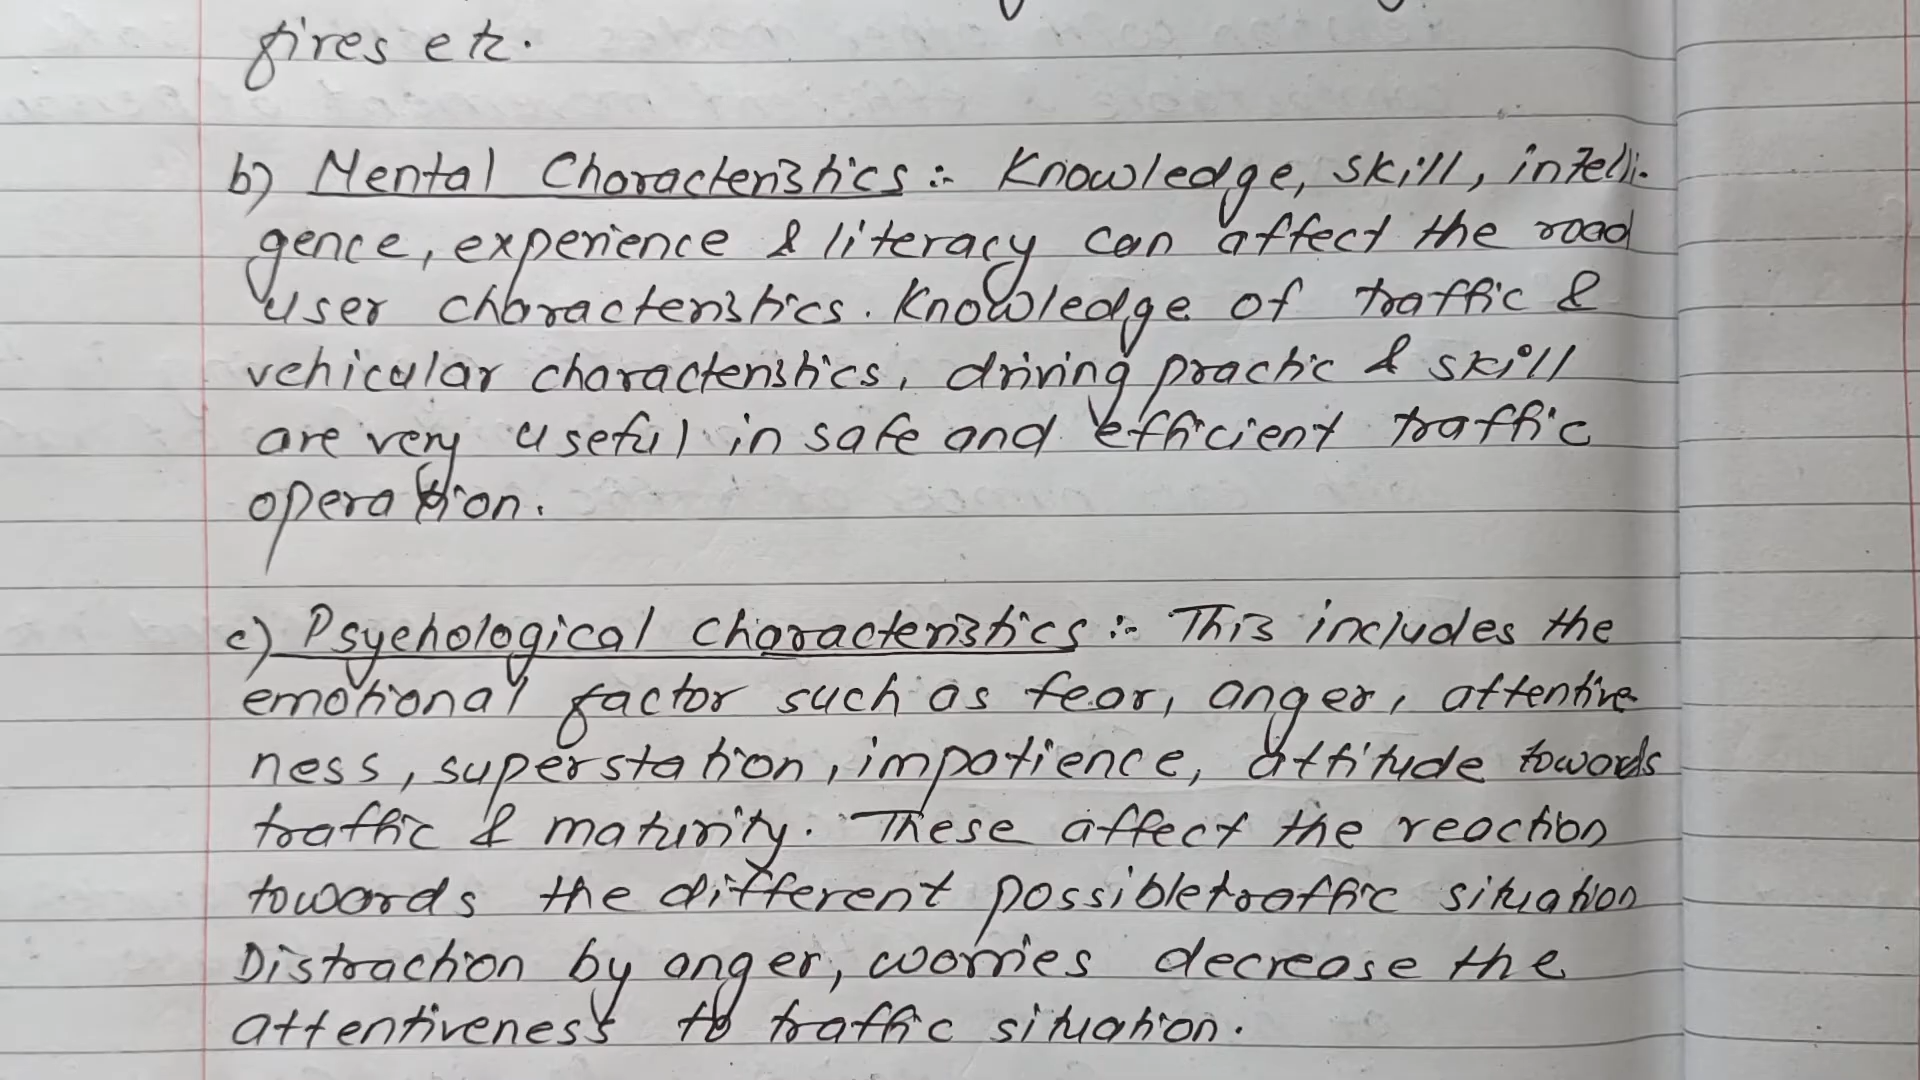 fires etc.
b) Mental Characteristics :- Knowledge, skill, intelli-
gence, experience & literacy can affect the road
user characteristics. Knowledge of traffic &
vehicular characteristics, driving practic & skill
are very useful in safe and efficient traffic
operation.
c) Psychological characteristics :- This includes the
emotional factor such as fear, anger, attentive
ness, superstation, impatience, attitude towards
traffic & maturity. These affect the reaction
towards the different possible traffic situation
Distraction by anger, worries decrease the
attentiveness to traffic situation.